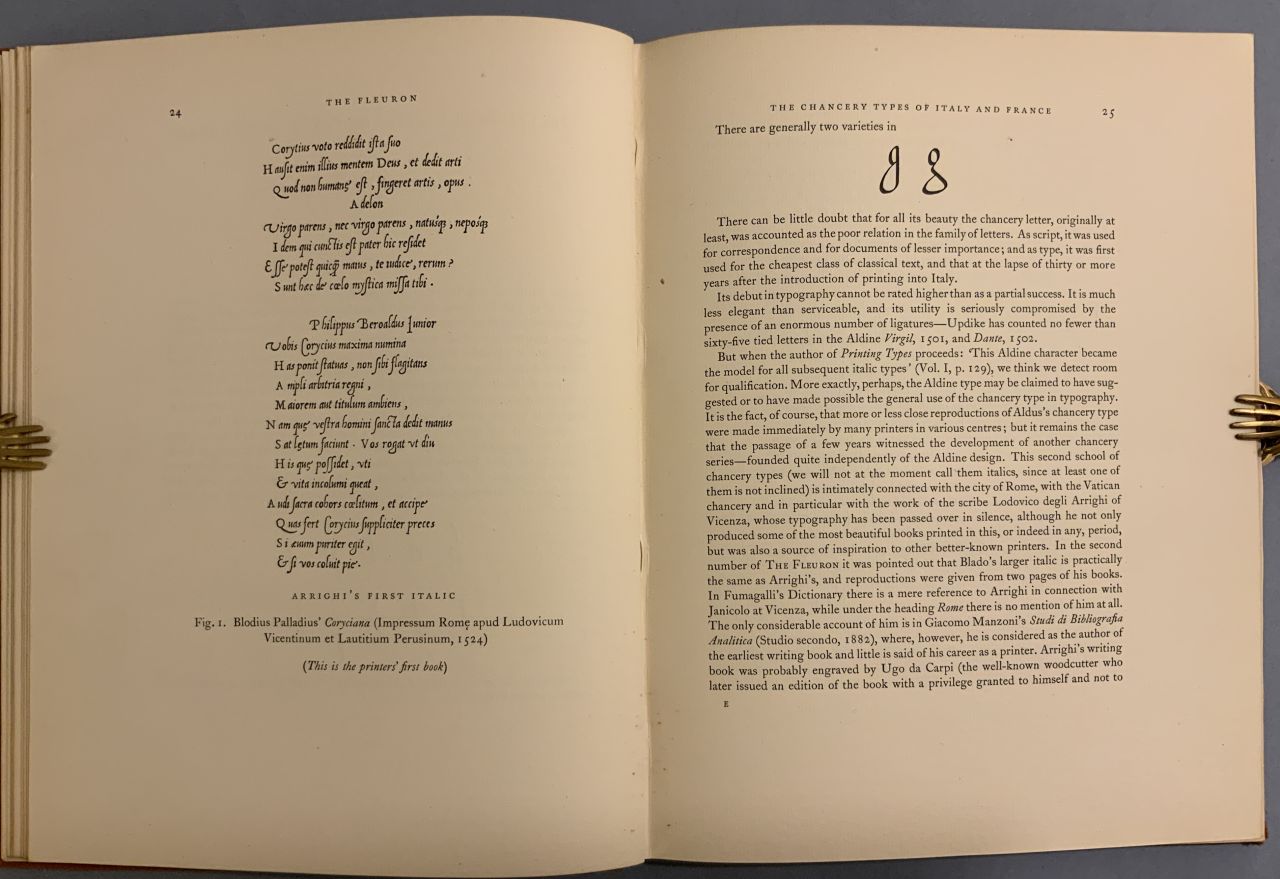 24
THE FLEURON
Corytius voto reddidit iſta ſuo
Hauſit enim illius mentem Deus, et dedit arti
Quod non humanę eſt, fingeret artis, opus.
Adelon
Virgo parens, nec virgo parens, natuſqȝ, nepoſqȝ
Idem qui cunctis eſt pater hic reſidet
Eſſe poteſt quicꝙ maius, te iudice, rerum?
Sunt hæc de cœlo myſtica miſſa tibi.
Philippus Beroaldus Iunior
Vobis Corycius maxima numina
Has ponit ſtatuas, non ſibi flagitans
Ampli arbitria regni,
Maiorem aut titulum ambiens,
Nam quę veſtra homini ſancta dedit manus
Sat lętum faciunt. Vos rogat vt diu
His quę poſſidet, vti
& vita incolumi queat,
Audi ſacra cohors cœlitum, et accipe
Quas fert Corycius ſuppliciter preces
Si æuum puriter egit,
& ſi vos coluit pie.
ARRIGHI'S FIRST ITALIC
Fig. 1. Blodius Palladius' Coryciana (Impressum Romę apud Ludovicum
Vicentinum et Lautitium Perusinum, 1524)
(This is the printers' first book)
THE CHANCERY TYPES OF ITALY AND FRANCE
25
There are generally two varieties in
g g
There can be little doubt that for all its beauty the chancery letter, originally at
least, was accounted as the poor relation in the family of letters. As script, it was used
for correspondence and for documents of lesser importance; and as type, it was first
used for the cheapest class of classical text, and that at the lapse of thirty or more
years after the introduction of printing into Italy.
Its debut in typography cannot be rated higher than as a partial success. It is much
less elegant than serviceable, and its utility is seriously compromised by the
presence of an enormous number of ligatures—Updike has counted no fewer than
sixty-five tied letters in the Aldine Virgil, 1501, and Dante, 1502.
But when the author of Printing Types proceeds: 'This Aldine character became
the model for all subsequent italic types' (Vol. I, p. 129), we think we detect room
for qualification. More exactly, perhaps, the Aldine type may be claimed to have sug-
gested or to have made possible the general use of the chancery type in typography.
It is the fact, of course, that more or less close reproductions of Aldus's chancery type
were made immediately by many printers in various centres; but it remains the case
that the passage of a few years witnessed the development of another chancery
series—founded quite independently of the Aldine design. This second school of
chancery types (we will not at the moment call them italics, since at least one of
them is not inclined) is intimately connected with the city of Rome, with the Vatican
chancery and in particular with the work of the scribe Lodovico degli Arrighi of
Vicenza, whose typography has been passed over in silence, although he not only
produced some of the most beautiful books printed in this, or indeed in any, period,
but was also a source of inspiration to other better-known printers. In the second
number of THE FLEURON it was pointed out that Blado's larger italic is practically
the same as Arrighi's, and reproductions were given from two pages of his books.
In Fumagalli's Dictionary there is a mere reference to Arrighi in connection with
Janicolo at Vicenza, while under the heading Rome there is no mention of him at all.
The only considerable account of him is in Giacomo Manzoni's Studi di Bibliografia
Analitica (Studio secondo, 1882), where, however, he is considered as the author of
the earliest writing book and little is said of his career as a printer. Arrighi's writing
book was probably engraved by Ugo da Carpi (the well-known woodcutter who
later issued an edition of the book with a privilege granted to himself and not to
E